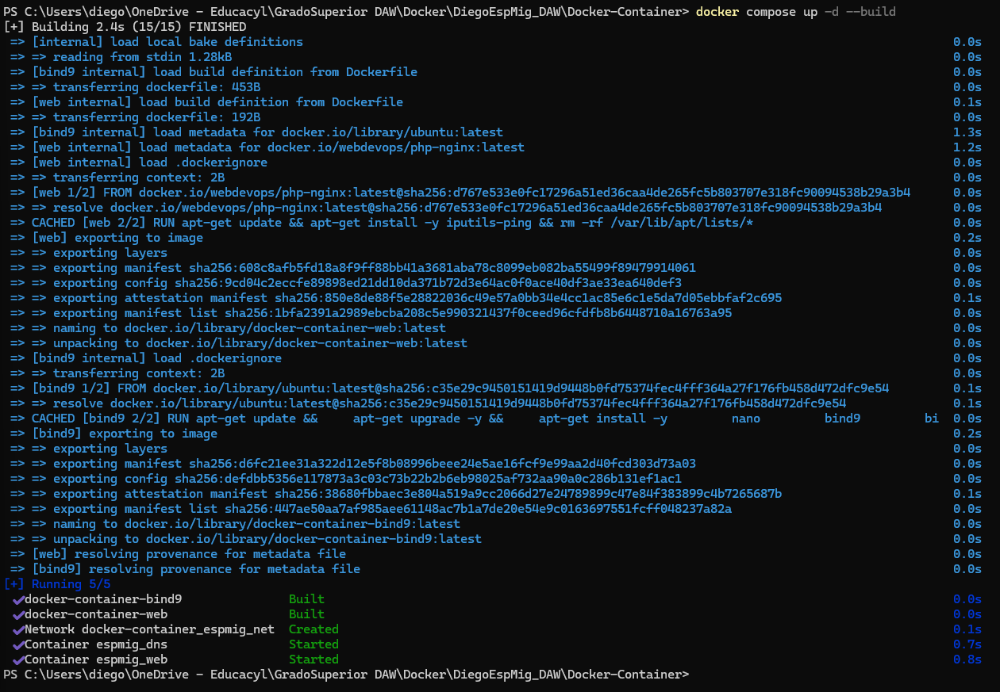 PS C:\Users\diego\OneDrive - Educacyl\GradoSuperior DAW\Docker\DiegoEspMig_DAW\Docker-Container> docker compose up -d --build
[+] Building 2.4s (15/15) FINISHED
=> [internal] load local bake definitions 0.0s
=> => reading from stdin 1.28kB 0.0s
=> [bind9 internal] load build definition from Dockerfile 0.0s
=> => transferring dockerfile: 453B 0.0s
=> [web internal] load build definition from Dockerfile 0.1s
=> => transferring dockerfile: 192B 0.0s
=> [bind9 internal] load metadata for docker.io/library/ubuntu:latest 1.3s
=> [web internal] load metadata for docker.io/webdevops/php-nginx:latest 1.2s
=> [web internal] load .dockerignore 0.0s
=> => transferring context: 2B 0.0s
=> [web 1/2] FROM docker.io/webdevops/php-nginx:latest@sha256:d767e533e0fc17296a51ed36caa4de265fc5b803707e318fc90094538b29a3b4 0.0s
=> => resolve docker.io/webdevops/php-nginx:latest@sha256:d767e533e0fc17296a51ed36caa4de265fc5b803707e318fc90094538b29a3b4 0.0s
=> CACHED [web 2/2] RUN apt-get update && apt-get install -y iputils-ping && rm -rf /var/lib/apt/lists/* 0.0s
=> [web] exporting to image 0.2s
=> => exporting layers 0.0s
=> => exporting manifest sha256:608c8afb5fd18a8f9ff88bb41a3681aba78c8099eb082ba55499f89479914061 0.0s
=> => exporting config sha256:9cd04c2eccfe89898ed21dd10da371b72d3e64ac0f0ace40df3ae33ea640def3 0.0s
=> => exporting attestation manifest sha256:850e8de88f5e28822036c49e57a0bb34e4cc1ac85e6c1e5da7d05ebbfaf2c695 0.1s
=> => exporting manifest list sha256:1bfa2391a2989ebcba208c5e990321437f0ceed96cfdfb8b6448710a16763a95 0.0s
=> => naming to docker.io/library/docker-container-web:latest 0.0s
=> => unpacking to docker.io/library/docker-container-web:latest 0.0s
=> [bind9 internal] load .dockerignore 0.0s
=> => transferring context: 2B 0.0s
=> [bind9 1/2] FROM docker.io/library/ubuntu:latest@sha256:c35e29c9450151419d9448b0fd75374fec4fff364a27f176fb458d472dfc9e54 0.1s
=> => resolve docker.io/library/ubuntu:latest@sha256:c35e29c9450151419d9448b0fd75374fec4fff364a27f176fb458d472dfc9e54 0.1s
=> CACHED [bind9 2/2] RUN apt-get update && apt-get upgrade -y && apt-get install -y nano bind9 bi 0.0s
=> [bind9] exporting to image 0.2s
=> => exporting layers 0.0s
=> => exporting manifest sha256:d6fc21ee31a322d12e5f8b08996beee24e5ae16fcf9e99aa2d40fcd303d73a03 0.0s
=> => exporting config sha256:defdbb5356e117873a3c03c73b22b2b6eb98025af732aa90a0c286b131ef1ac1 0.0s
=> => exporting attestation manifest sha256:38680fbbaec3e804a519a9cc2066d27e24789899c47e84f383899c4b7265687b 0.1s
=> => exporting manifest list sha256:447ae50aa7af985aee61148ac7b1a7de20e54e9c0163697551fcff048237a82a 0.0s
=> => naming to docker.io/library/docker-container-bind9:latest 0.0s
=> => unpacking to docker.io/library/docker-container-bind9:latest 0.0s
=> [web] resolving provenance for metadata file 0.0s
=> [bind9] resolving provenance for metadata file 0.0s
[+] Running 5/5
✔docker-container-bind9 Built 0.0s
✔docker-container-web Built 0.0s
✔Network docker-container_espmig_net Created 0.1s
✔Container espmig_dns Started 0.7s
✔Container espmig_web Started 0.8s
PS C:\Users\diego\OneDrive - Educacyl\GradoSuperior DAW\Docker\DiegoEspMig_DAW\Docker-Container>